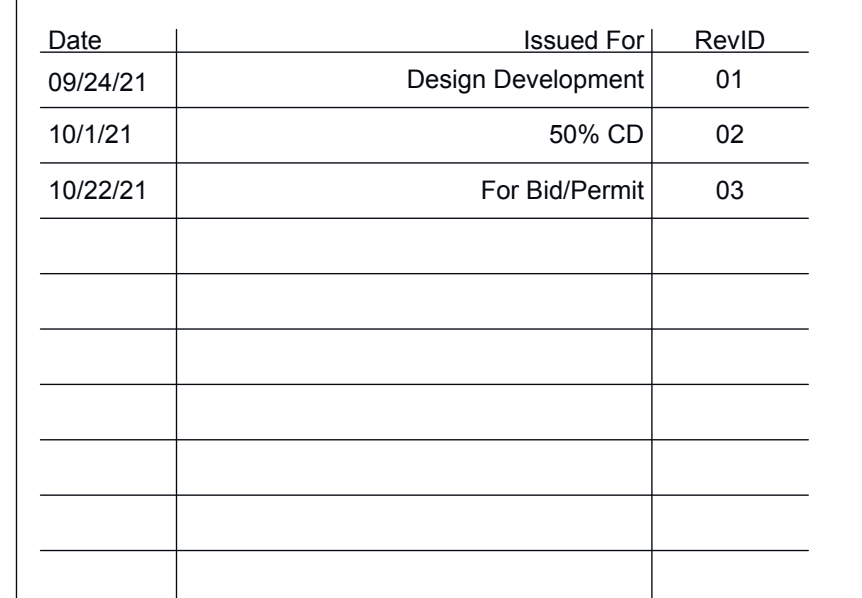 Date Issued For RevID
09/24/21 Design Development 01
10/1/21 50% CD 02
10/22/21 For Bid/Permit 03